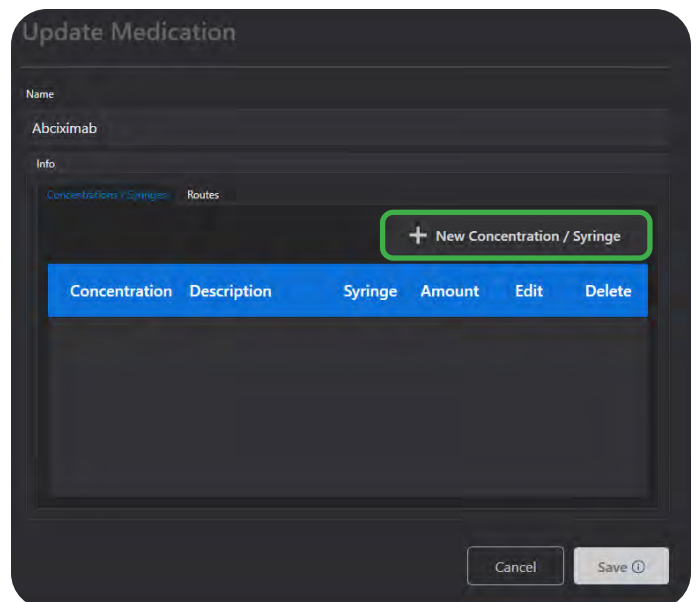 Update Medication
Name
Abciximab
Info
Concentrations / Syringes Routes
+ New Concentration / Syringe
Concentration Description Syringe Amount Edit Delete
Cancel Save ⓘ